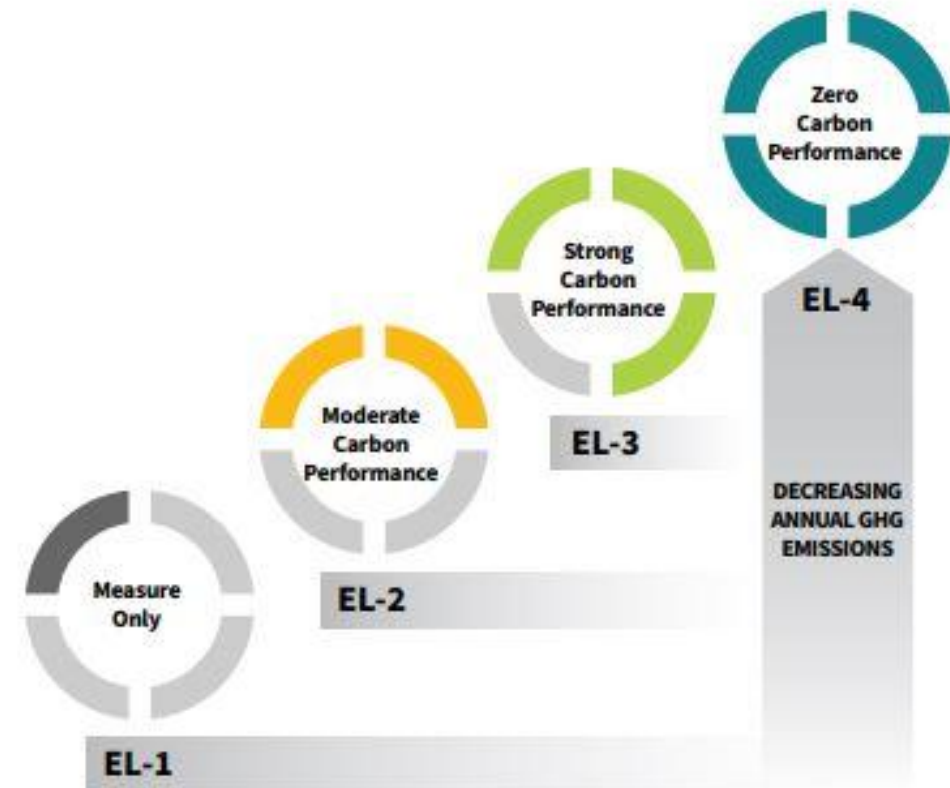 Zero
Carbon
Performance
EL-4
Strong
Carbon
Performance
EL-3
DECREASING
ANNUAL GHG
EMISSIONS
Moderate
Carbon
Performance
EL-2
Measure
Only
EL-1